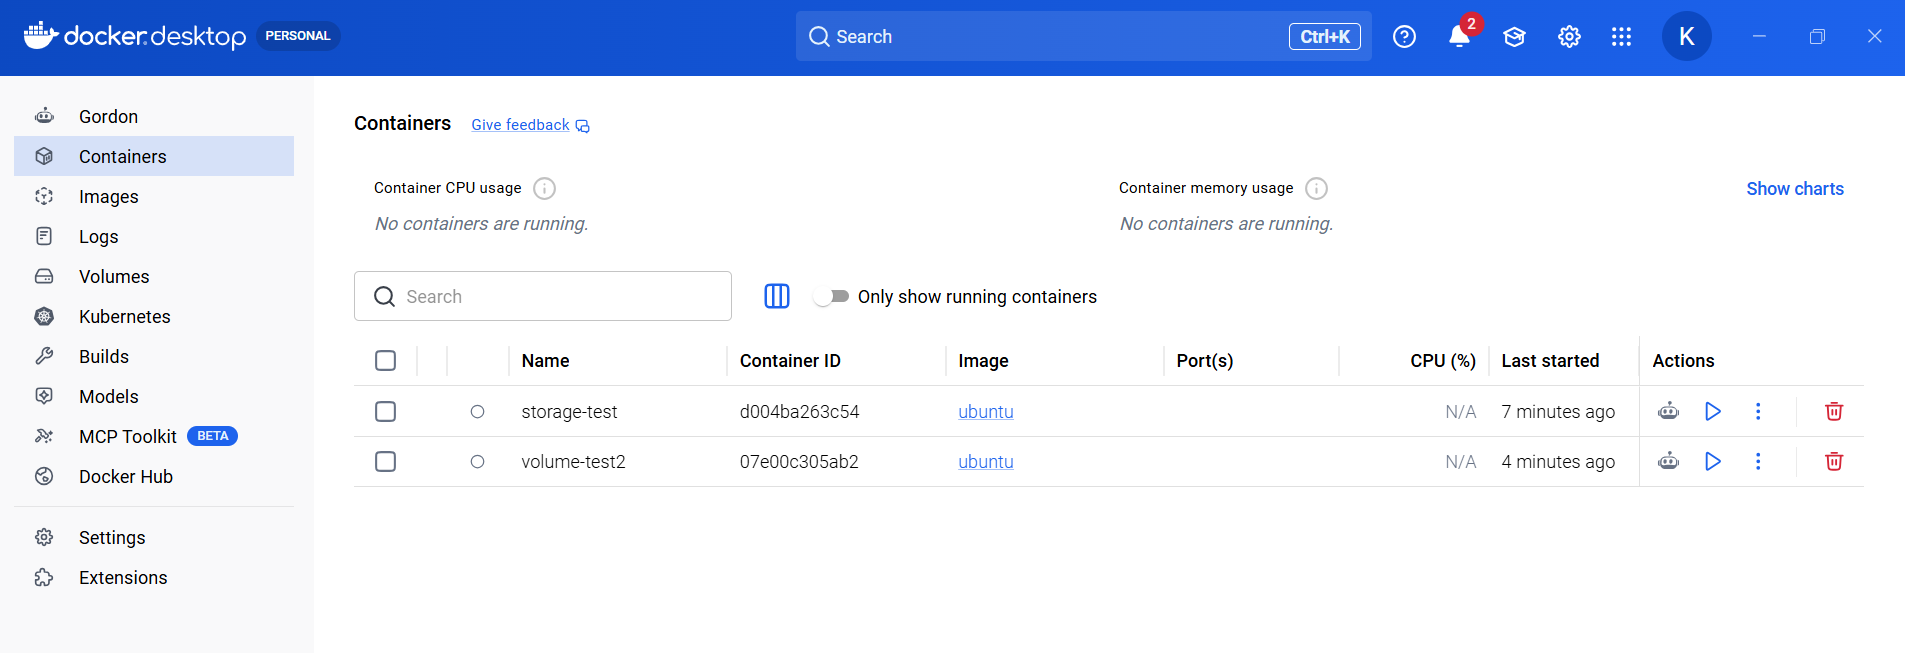 docker.desktop PERSONAL Search Ctrl+K 2 K
Gordon
Containers
Images
Logs
Volumes
Kubernetes
Builds
Models
MCP Toolkit BETA
Docker Hub
Settings
Extensions
Containers Give feedback
Container CPU usage
No containers are running.
Container memory usage
No containers are running.
Show charts
Search Only show running containers
Name Container ID Image Port(s) CPU (%) Last started Actions
storage-test d004ba263c54 ubuntu N/A 7 minutes ago
volume-test2 07e00c305ab2 ubuntu N/A 4 minutes ago